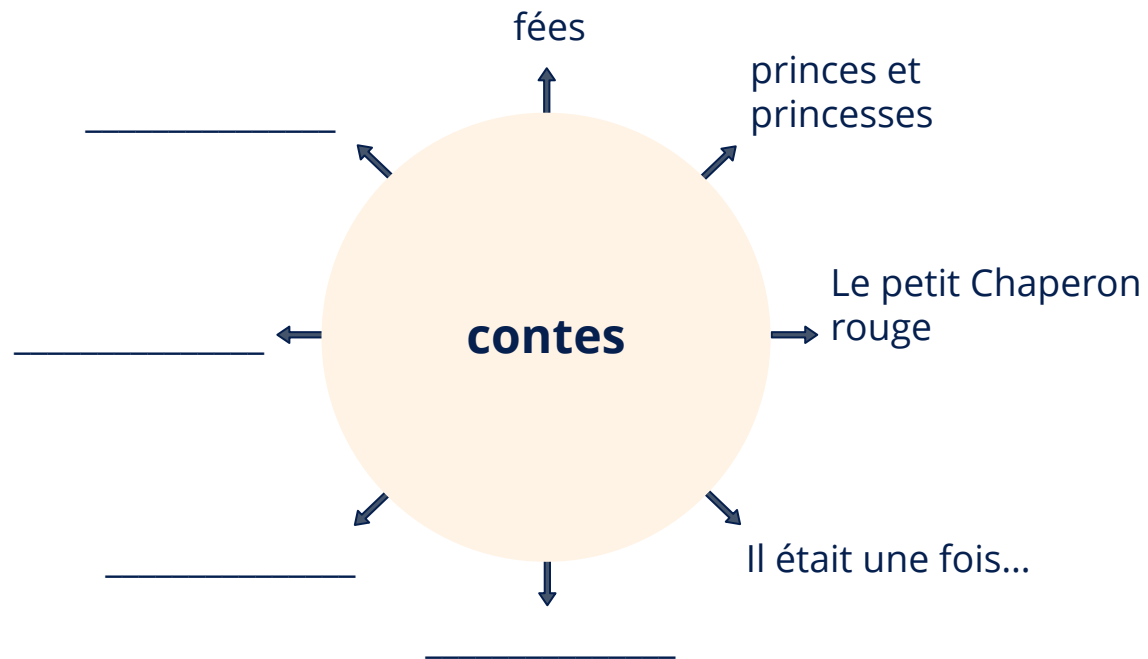 fées
princes et
princesses
Le petit Chaperon
rouge
contes
Il était une fois...